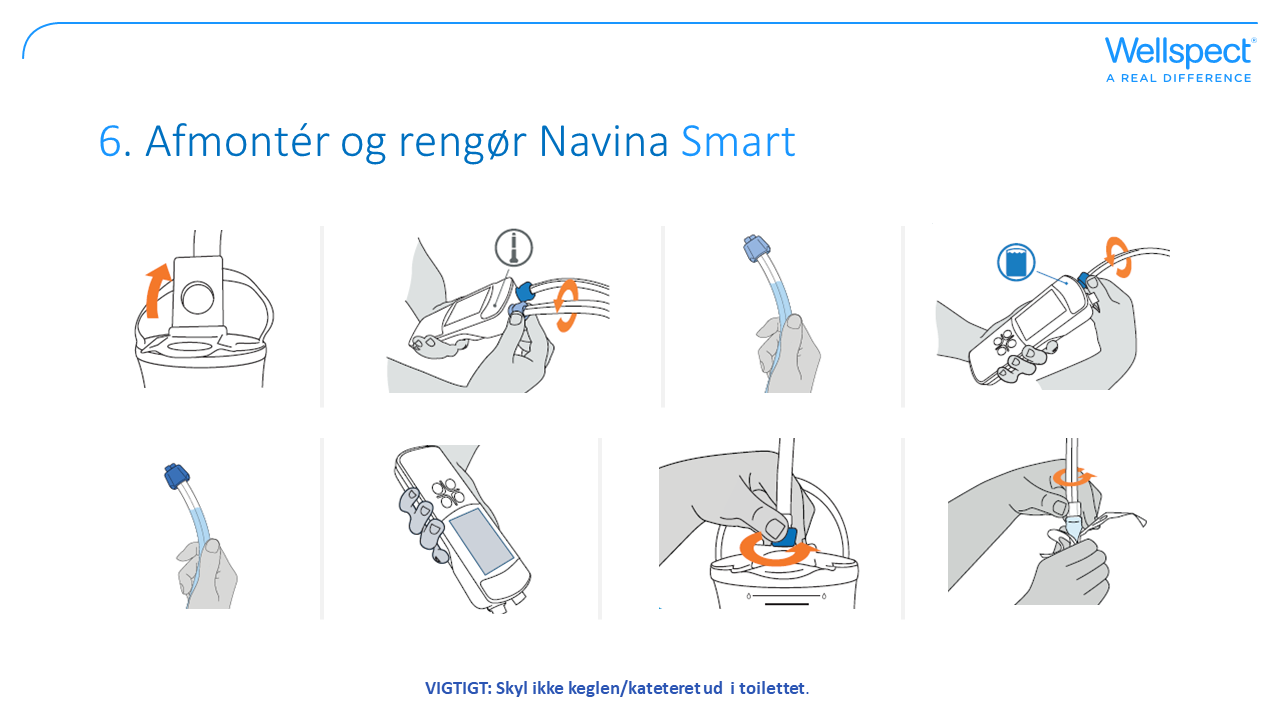 Wellspect®
A REAL DIFFERENCE
6. Afmontér og rengør Navina Smart
VIGTIGT: Skyl ikke keglen/kateteret ud i toilettet.